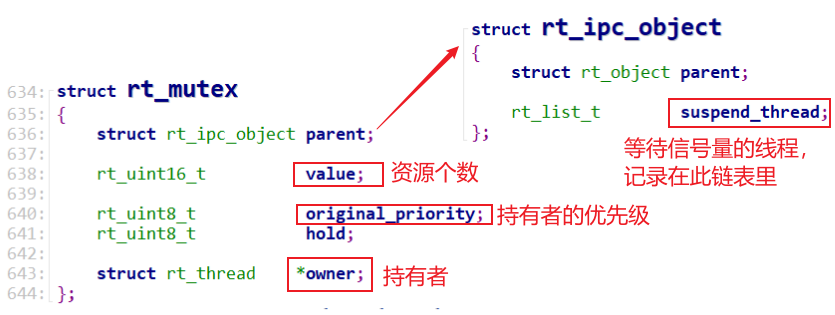 634: struct rt_mutex
635: {
636: struct rt_ipc_object parent;
637:
638: rt_uint16_t value; 资源个数
639:
640: rt_uint8_t original_priority; 持有者的优先级
641: rt_uint8_t hold;
642:
643: struct rt_thread *owner; 持有者
644: };
struct rt_ipc_object
{
struct rt_object parent;
rt_list_t suspend_thread;
};
等待信号量的线程，
记录在此链表里